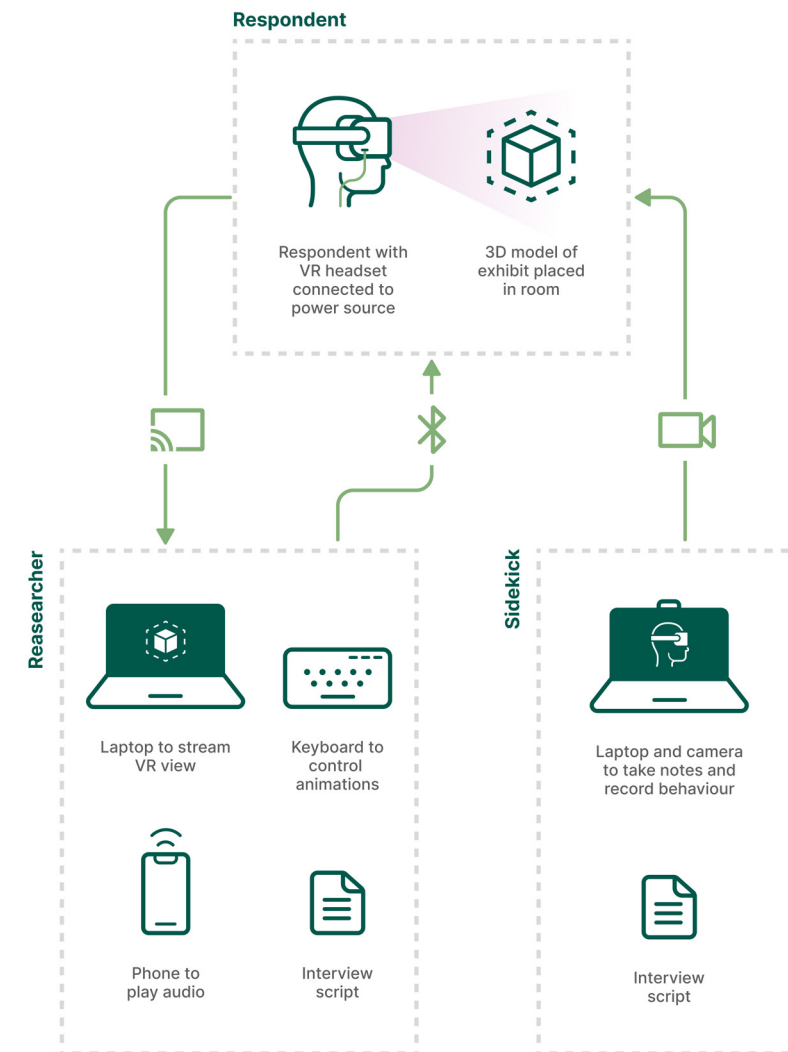 Respondent
Respondent with
VR headset
connected to
power source
3D model of
exhibit placed
in room
Reasearcher
Laptop to stream
VR view
Keyboard to
control
animations
Phone to
play audio
Interview
script
Sidekick
Laptop and camera
to take notes and
record behaviour
Interview
script